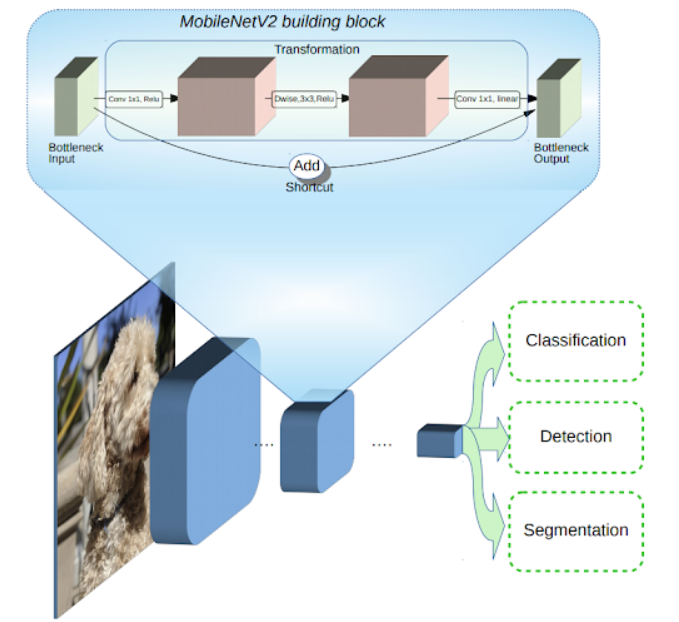 MobileNetV2 building block
Transformation
Conv 1x1, Relu
Dwise,3x3,Relu
Conv 1x1, linear
Bottleneck
Input
Bottleneck
Output
Add
Shortcut
Classification
....
....
Detection
Segmentation